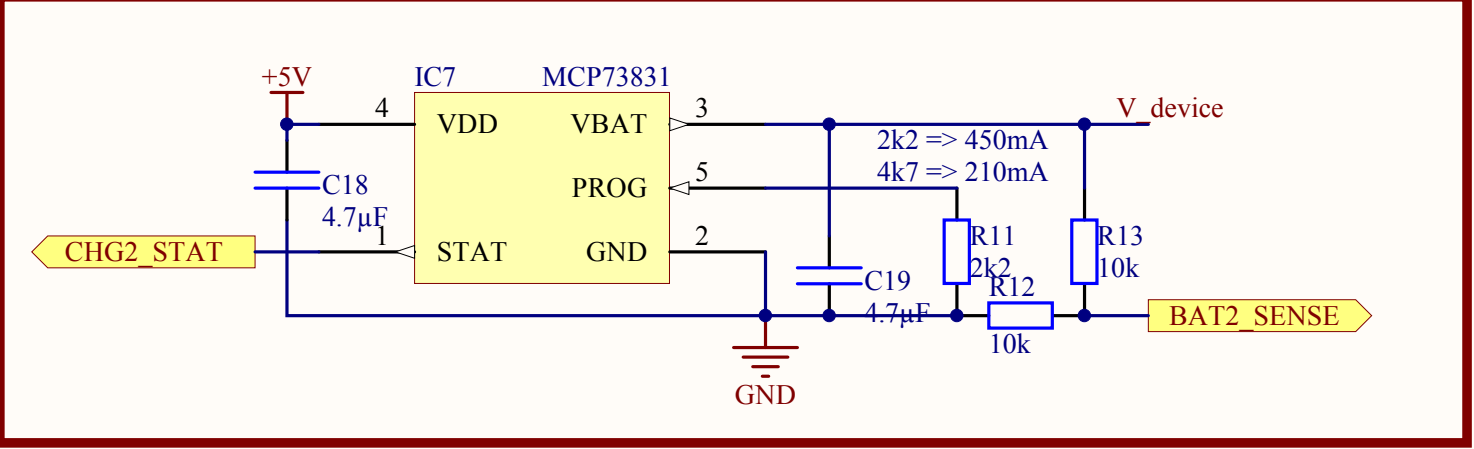 +5V
IC7
MCP73831
4
VDD
VBAT
3
V_device
2k2 => 450mA
4k7 => 210mA
C18
4.7µF
PROG
5
CHG2_STAT
1
STAT
GND
2
R11
2k2
R13
10k
C19
4.7µF
R12
10k
BAT2_SENSE
GND